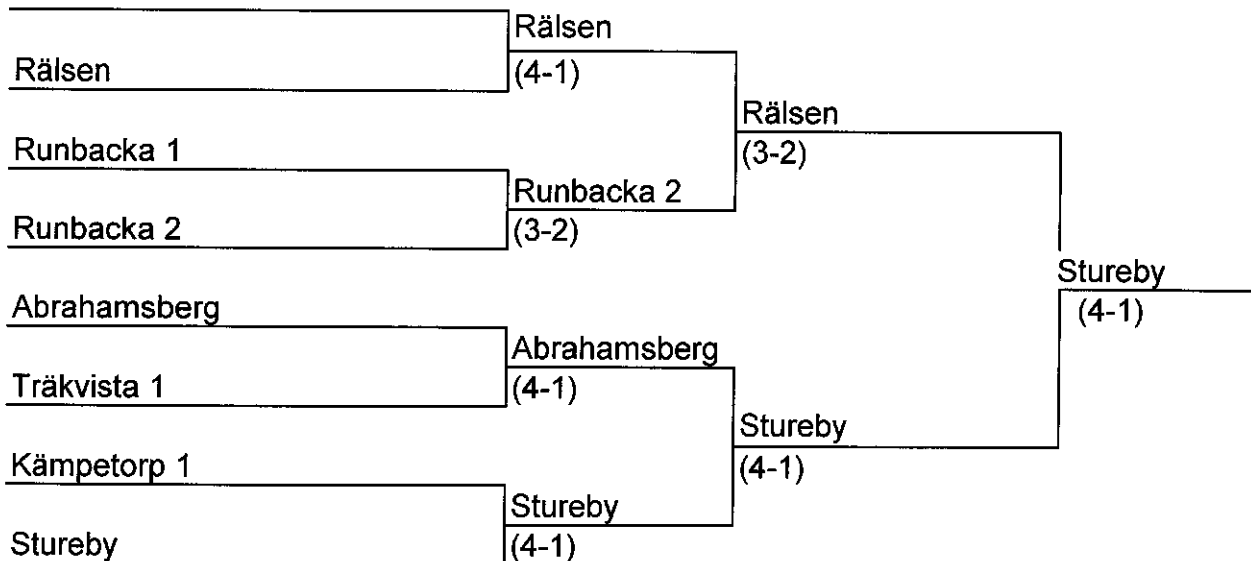 Rälsen
Rälsen
(4-1)
Rälsen
Runbacka 1
(3-2)
Runbacka 2
Runbacka 2
(3-2)
Stureby
Abrahamsberg
(4-1)
Abrahamsberg
Träkvista 1
(4-1)
Stureby
Kämpetorp 1
(4-1)
Stureby
Stureby
(4-1)